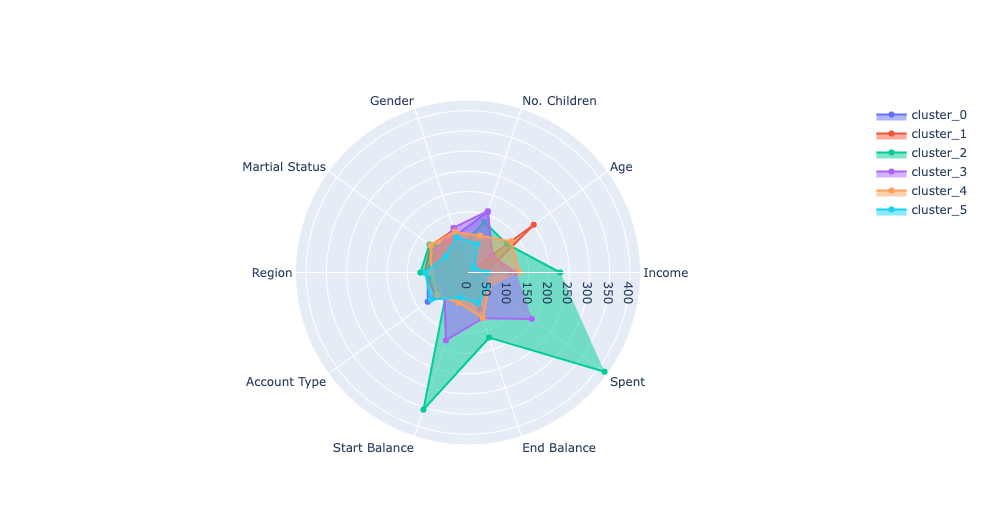 Gender
No. Children
Martial Status
Age
Region
Income
0
50
100
150
200
250
300
350
400
Account Type
Spent
Start Balance
End Balance
cluster_0
cluster_1
cluster_2
cluster_3
cluster_4
cluster_5